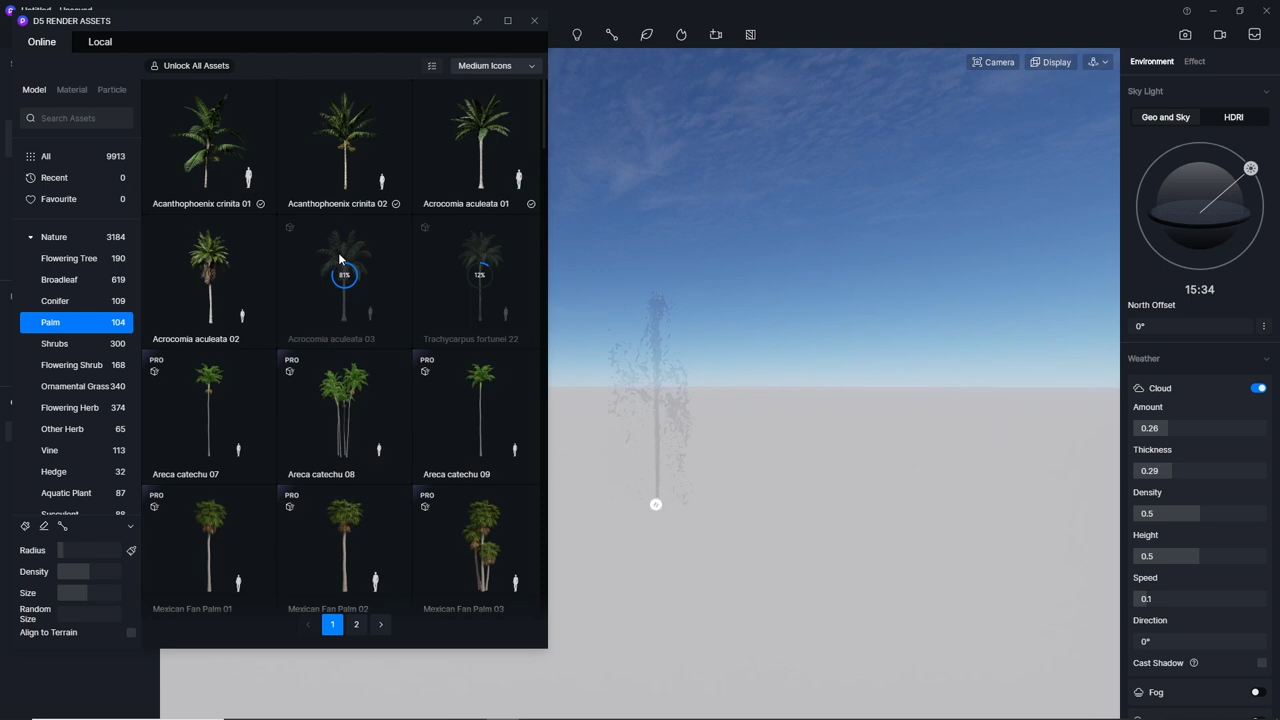 Untitled - Unsaved
D5 RENDER ASSETS
Online
Local
Unlock All Assets
Medium Icons
Model
Material
Particle
Search Assets
All 9913
Recent 0
Favourite 0
Nature 3184
Flowering Tree 190
Broadleaf 619
Conifer 109
Palm 104
Shrubs 300
Flowering Shrub 168
Ornamental Grass 340
Flowering Herb 374
Other Herb 65
Vine 113
Hedge 32
Aquatic Plant 87
Succulent 88
Radius
Density
Size
Random
Size
Align to Terrain
Acanthophoenix crinita 01
Acanthophoenix crinita 02
Acrocomia aculeata 01
81%
12%
Acrocomia aculeata 02
Acrocomia aculeata 03
Trachycarpus fortunei 22
PRO
PRO
PRO
Areca catechu 07
Areca catechu 08
Areca catechu 09
PRO
PRO
PRO
Mexican Fan Palm 01
Mexican Fan Palm 02
Mexican Fan Palm 03
1
2
Camera
Display
Environment
Effect
Sky Light
Geo and Sky
HDRI
15:34
North Offset
0°
Weather
Cloud
Amount
0.26
Thickness
0.29
Density
0.5
Height
0.5
Speed
0.1
Direction
0°
Cast Shadow
Fog